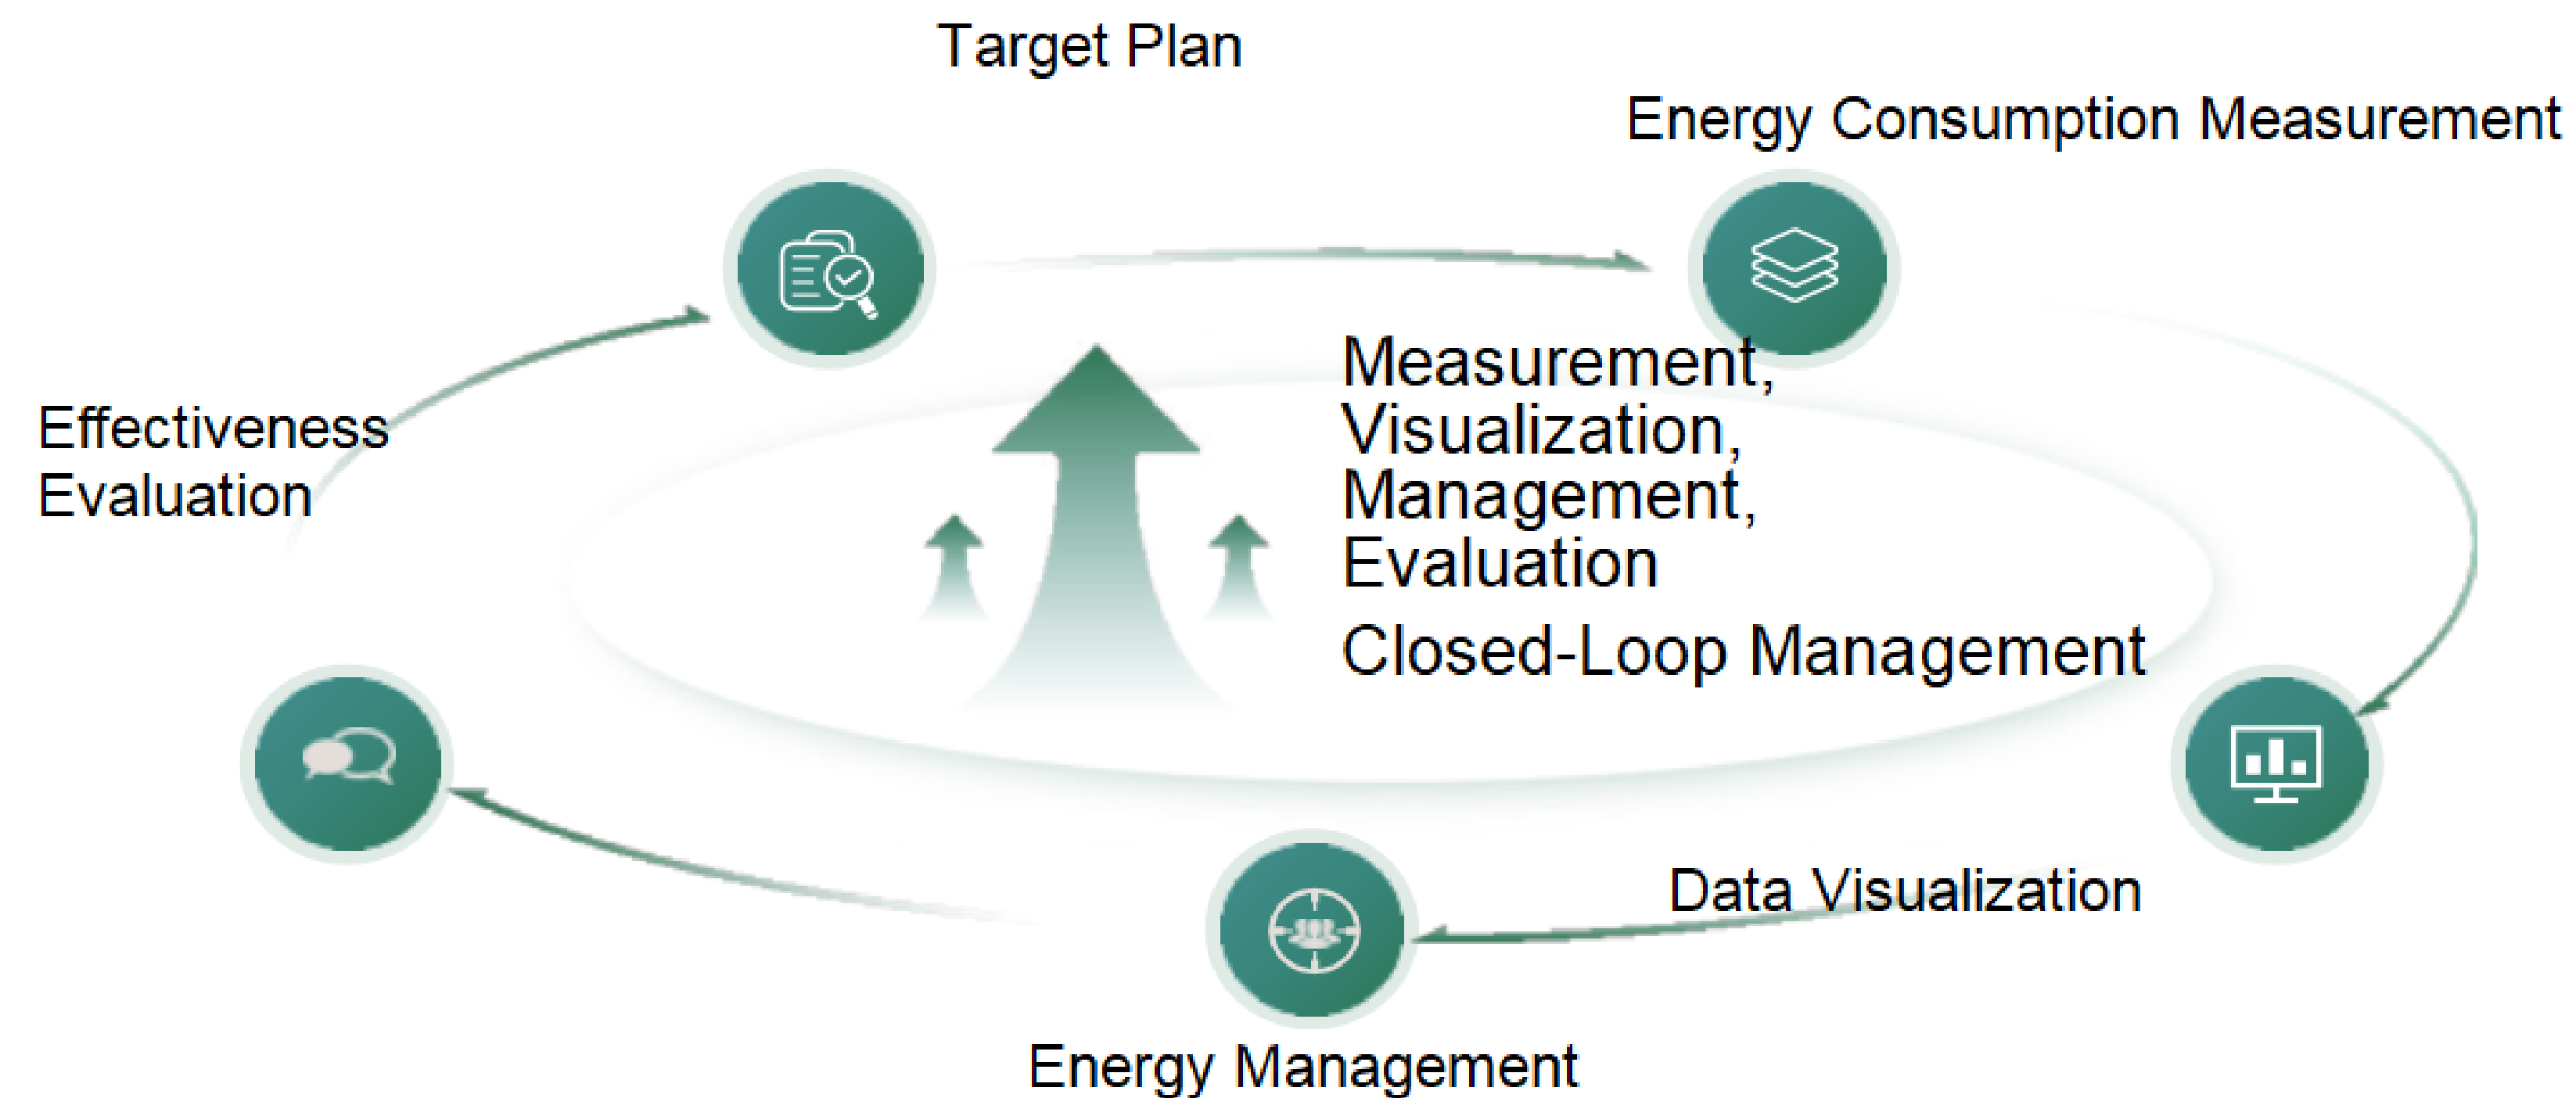 Target Plan
Energy Consumption Measurement
Measurement,
Visualization,
Management,
Evaluation
Closed-Loop Management
Effectiveness
Evaluation
Data Visualization
Energy Management